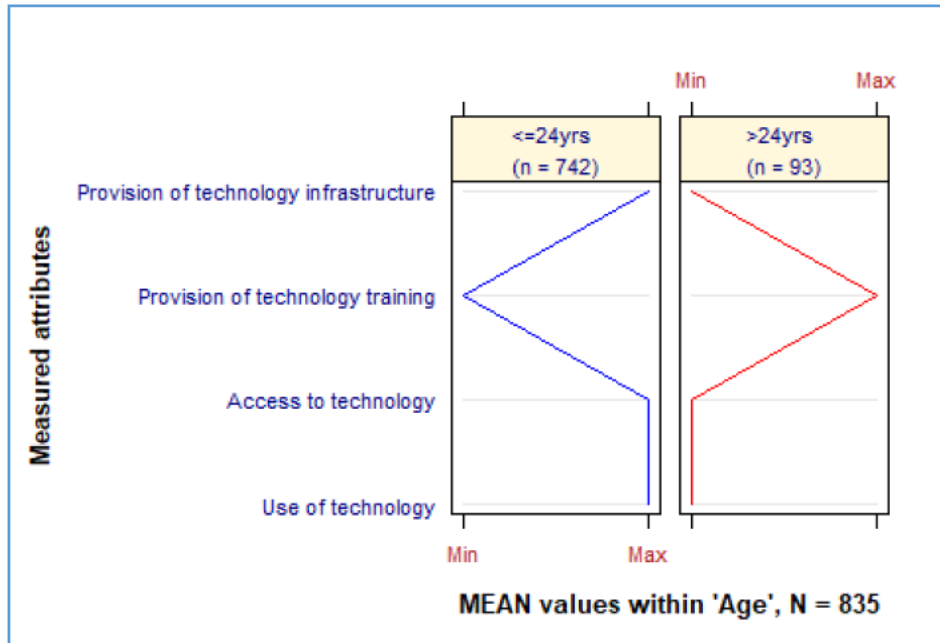 Min Max
<=24yrs >24yrs
(n = 742) (n = 93)
Provision of technology infrastructure
Provision of technology training
Access to technology
Use of technology
Measured attributes
Min Max
MEAN values within 'Age', N = 835